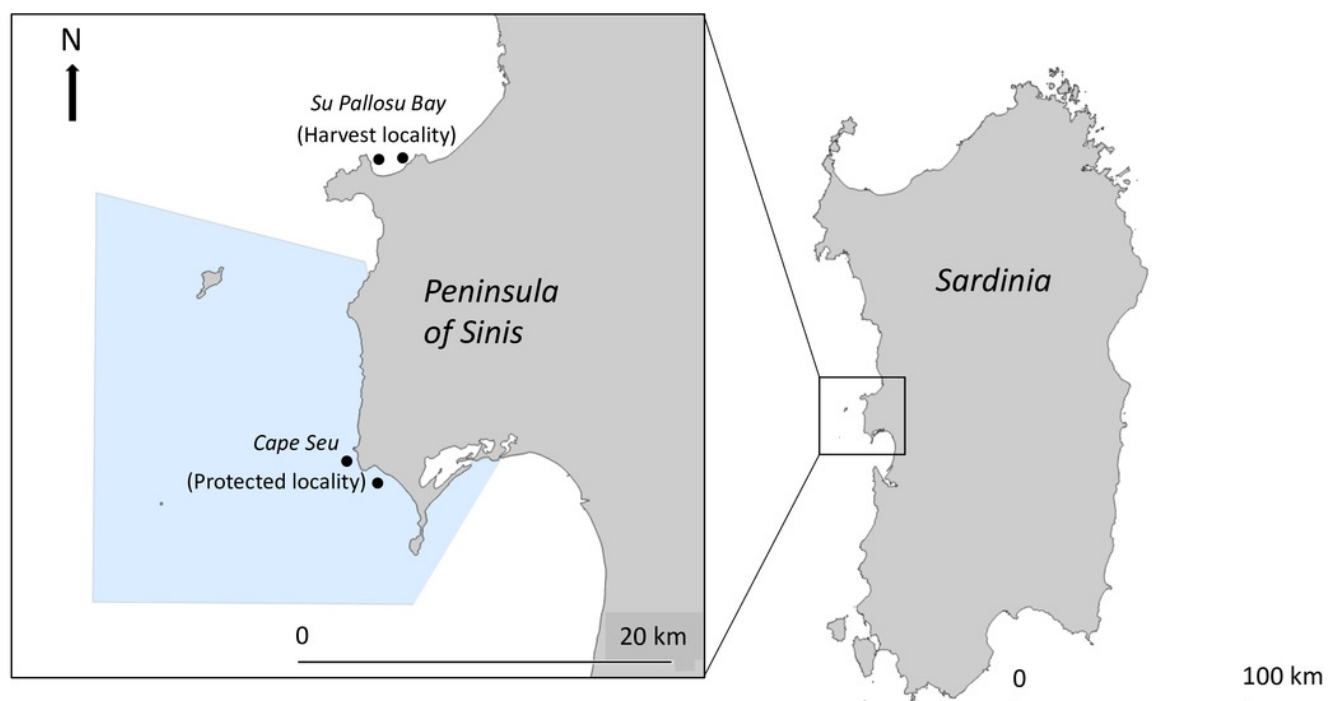 N
Su Pallosu Bay
(Harvest locality)
Peninsula
of Sinis
Cape Seu
(Protected locality)
0
20 km
Sardinia
0
100 km